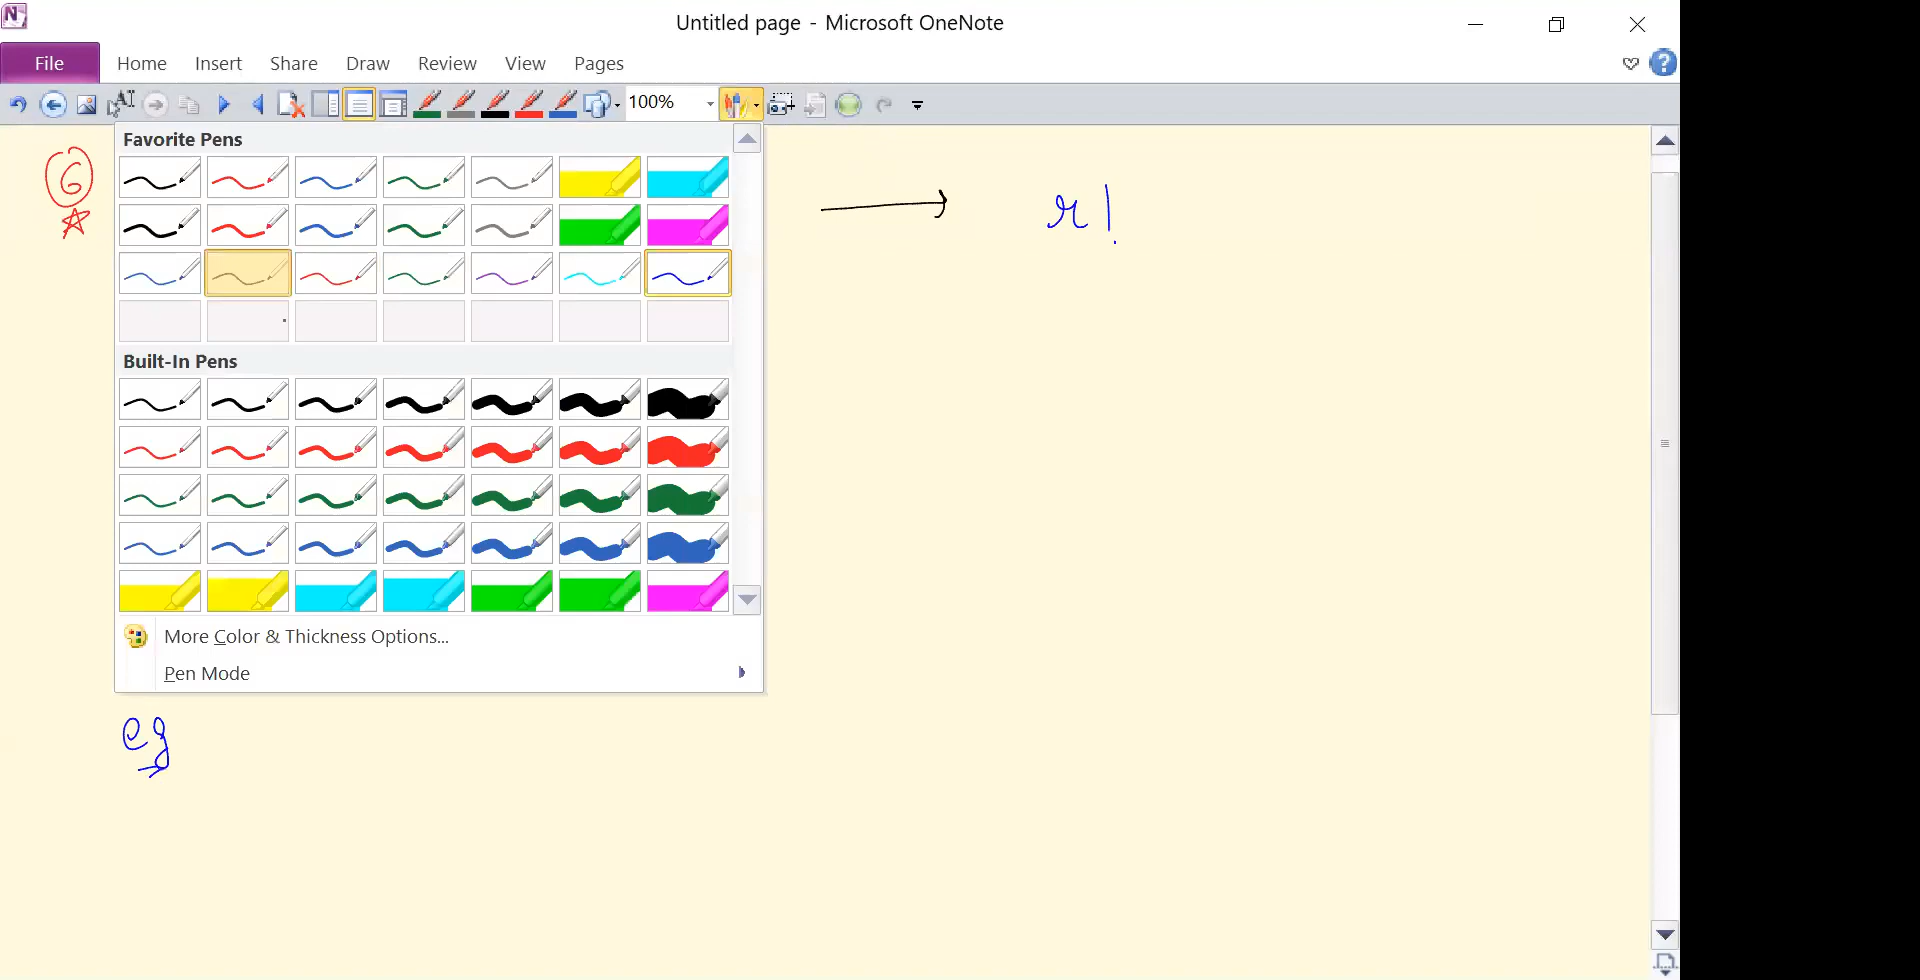 Untitled page - Microsoft OneNote
File Home Insert Share Draw Review View Pages
100%
Favorite Pens
6
r!
Built-In Pens
More Color & Thickness Options...
Pen Mode
eg